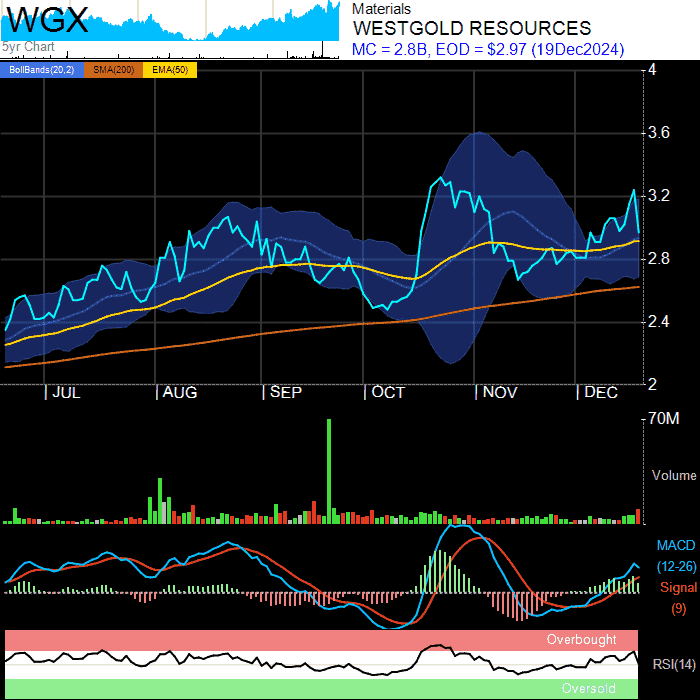 WGX
5yr Chart
Materials
WESTGOLD RESOURCES
MC = 2.8B, EOD = $2.97 (19Dec2024)
BollBands(20,2) SMA(200) EMA(50)
4
3.6
3.2
2.8
2.4
2
| JUL | AUG | SEP | OCT | NOV | DEC
70M
Volume
MACD
(12-26)
Signal
(9)
Overbought
RSI(14)
Oversold